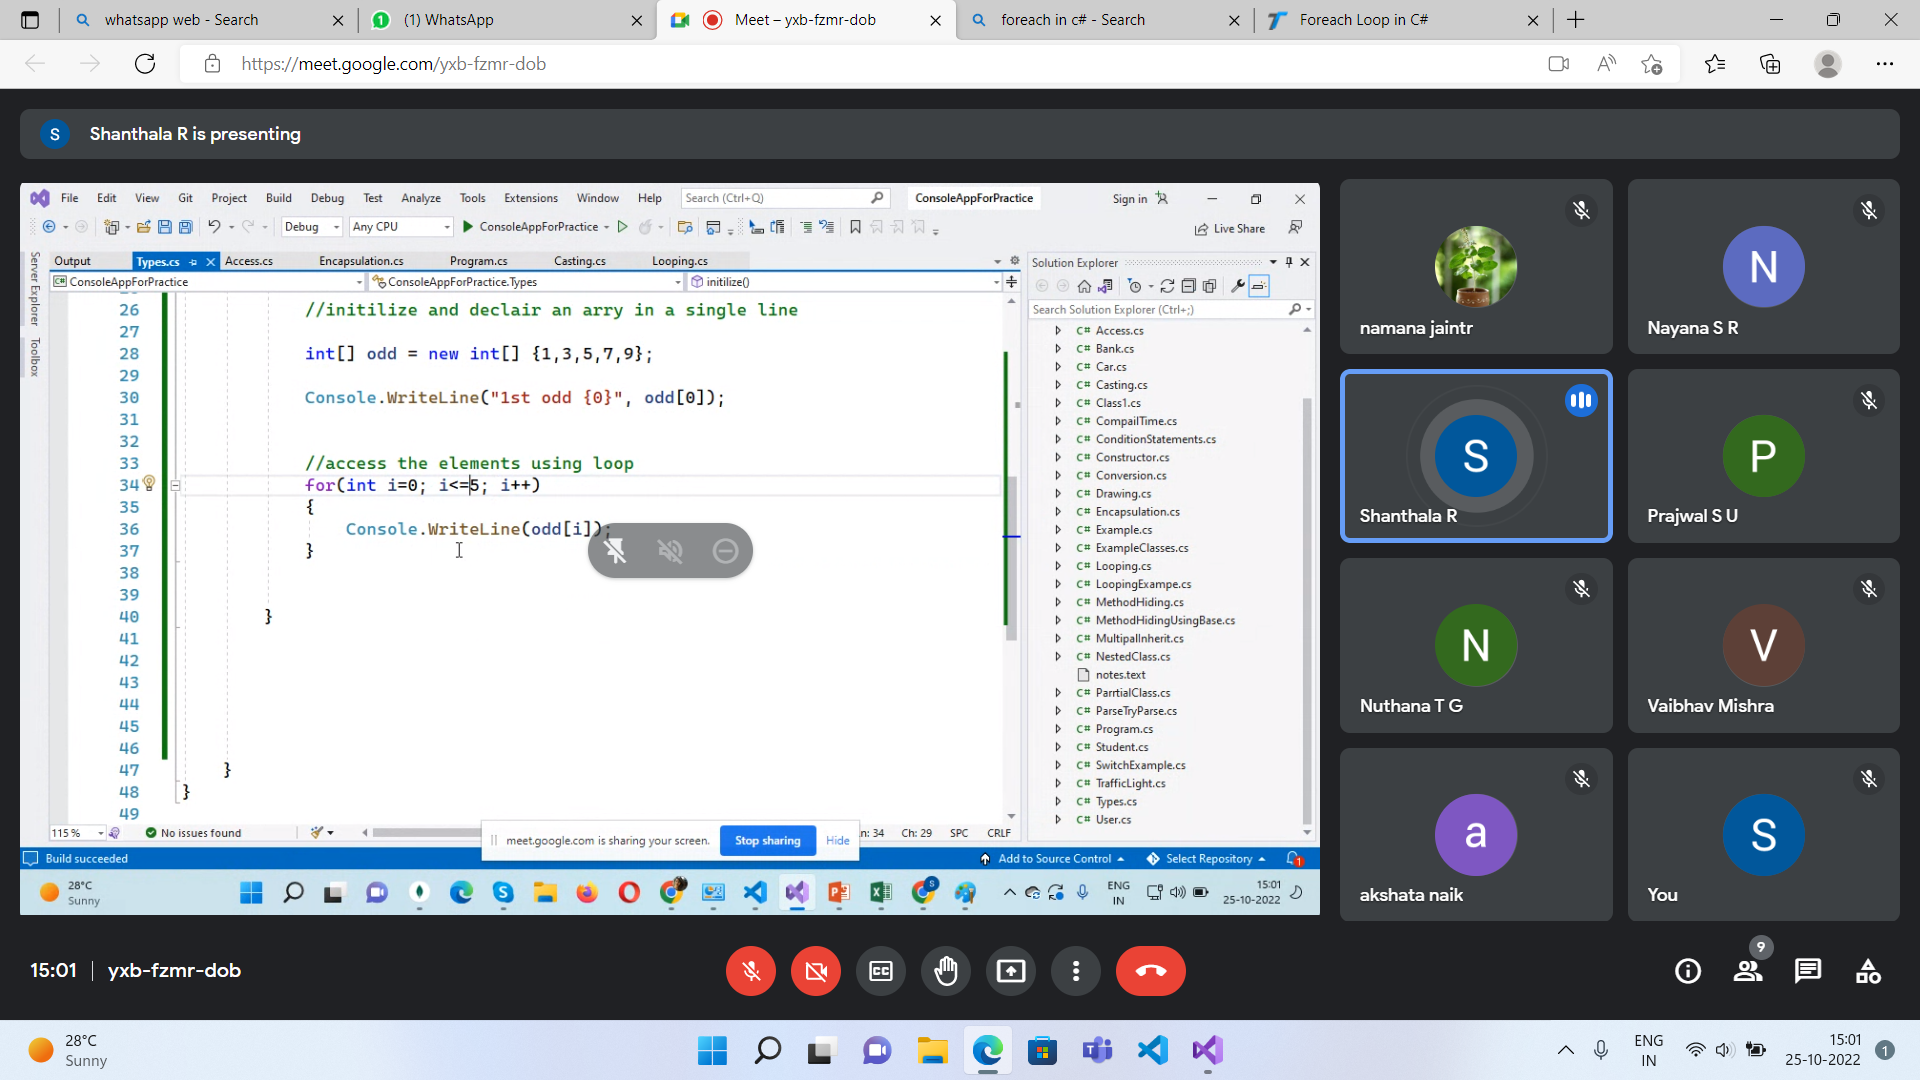 whatsapp web - Search
(1) WhatsApp
Meet – yxb-fzmr-dob
foreach in c# - Search
Foreach Loop in C#
https://meet.google.com/yxb-fzmr-dob
S Shanthala R is presenting
File Edit View Git Project Build Debug Test Analyze Tools Extensions Window Help Search (Ctrl+Q) ConsoleAppForPractice Sign in
Debug Any CPU ConsoleAppForPractice Live Share
Server Explorer
Toolbox
Output Types.cs Access.cs Encapsulation.cs Program.cs Casting.cs Looping.cs
ConsoleAppForPractice ConsoleAppForPractice.Types initilize()
26 //initilize and declair an arry in a single line
27
28 int[] odd = new int[] {1,3,5,7,9};
29
30 Console.WriteLine("1st odd {0}", odd[0]);
31
32
33 //access the elements using loop
34 for(int i=0; i<=5; i++)
35 {
36 Console.WriteLine(odd[i]);
37 }
38
39
40 }
41
42
43
44
45
46
47 }
48 }
49
115 % No issues found
meet.google.com is sharing your screen. Stop sharing Hide
n: 34 Ch: 29 SPC CRLF
Build succeeded Add to Source Control Select Repository 1
Solution Explorer
Search Solution Explorer (Ctrl+;)
C# Access.cs
C# Bank.cs
C# Car.cs
C# Casting.cs
C# Class1.cs
C# CompailTime.cs
C# ConditionStatements.cs
C# Constructor.cs
C# Conversion.cs
C# Drawing.cs
C# Encapsulation.cs
C# Example.cs
C# ExampleClasses.cs
C# Looping.cs
C# LoopingExampe.cs
C# MethodHiding.cs
C# MethodHidingUsingBase.cs
C# MultipalInherit.cs
C# NestedClass.cs
notes.text
C# ParrtialClass.cs
C# ParseTryParse.cs
C# Program.cs
C# Student.cs
C# SwitchExample.cs
C# TrafficLight.cs
C# Types.cs
C# User.cs
28°C
Sunny
ENG
IN
15:01
25-10-2022
namana jaintr
N
Nayana S R
S
Shanthala R
P
Prajwal S U
N
Nuthana T G
V
Vaibhav Mishra
a
akshata naik
S
You
15:01 | yxb-fzmr-dob
CC
9
28°C
Sunny
ENG
IN
15:01
25-10-2022
1